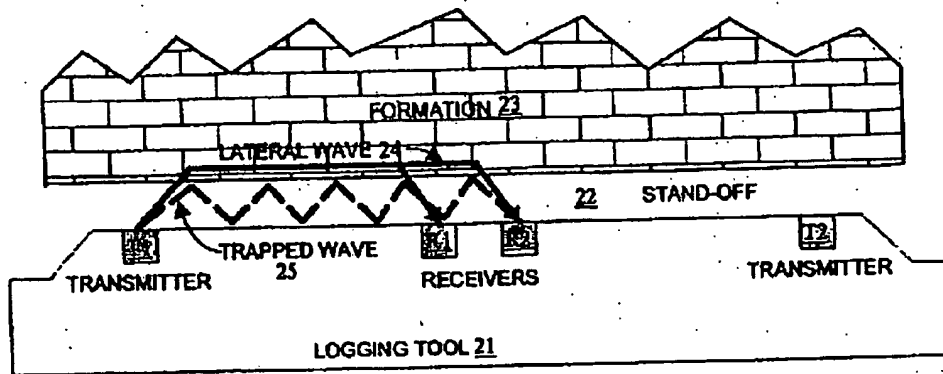 FORMATION 23
LATERAL WAVE 24
22 STAND-OFF
T1 R1 R2 T2
TRAPPED WAVE
25
TRANSMITTER RECEIVERS TRANSMITTER
LOGGING TOOL 21